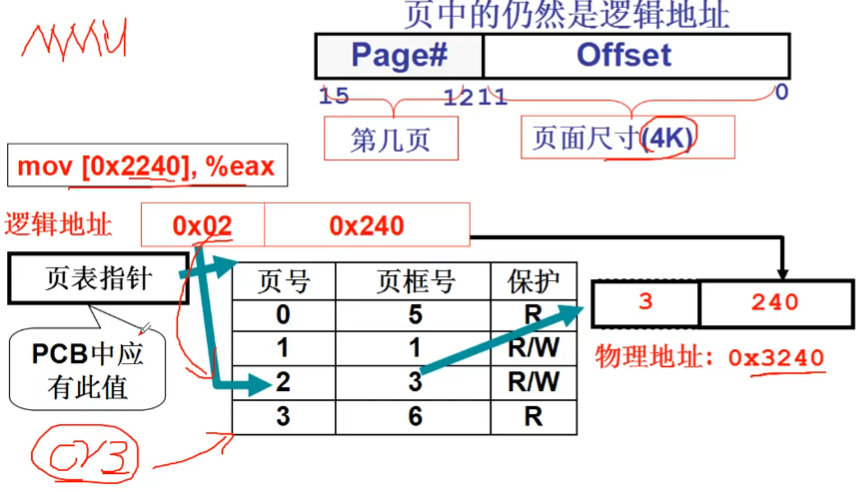 页中的仍然是逻辑地址
MMU
Page# Offset
15 12 11 0
第几页 页面尺寸(4K)
mov [0x2240], %eax
逻辑地址 0x02 0x240
页表指针
PCB中应
有此值
cr3
页号 页框号 保护
0 5 R
1 1 R/W
2 3 R/W
3 6 R
3 240
物理地址: 0x3240